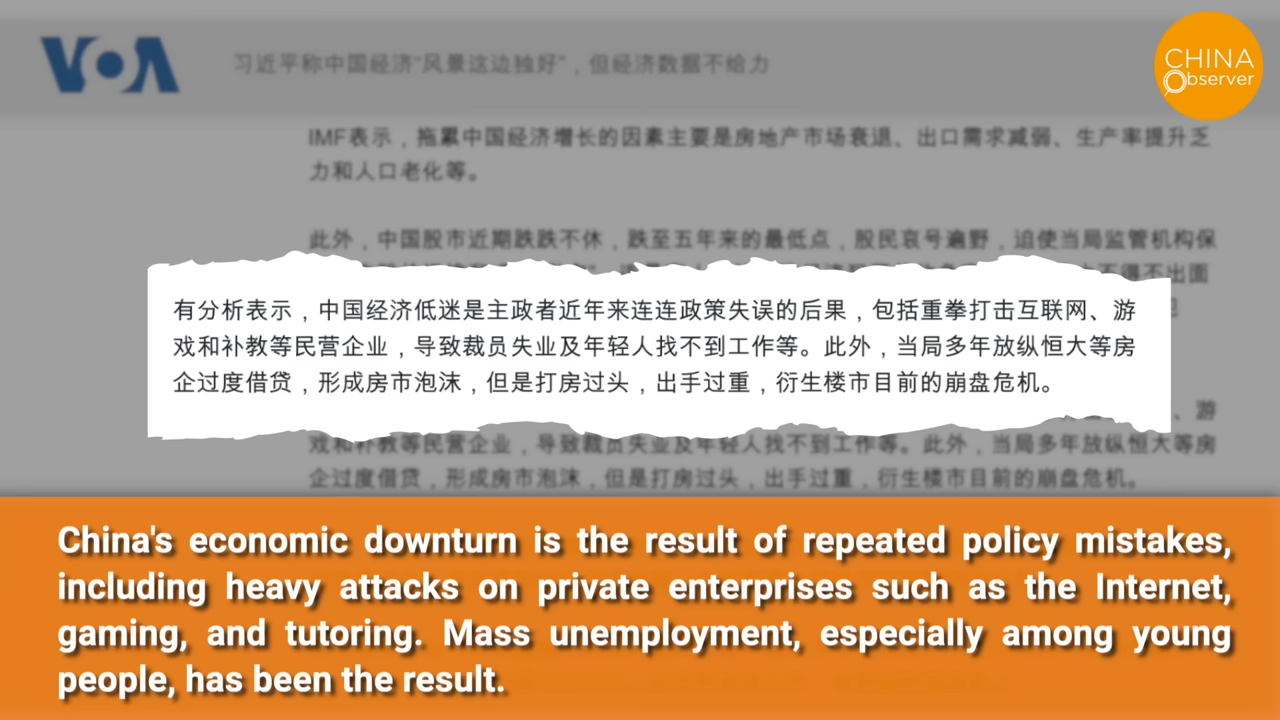 VOA
习近平称中国经济“风景这边独好”，但经济数据不给力
CHINA
Observer
IMF表示，拖累中国经济增长的因素主要是房地产市场衰退、出口需求减弱、生产率提升乏
力和人口老化等。
此外，中国股市近期跌跌不休，跌至五年来的最低点，股民哀号遍野，迫使当局监管机构保
不得不出面
有分析表示，中国经济低迷是主政者近年来连连政策失误的后果，包括重拳打击互联网、游
戏和补教等民营企业，导致裁员失业及年轻人找不到工作等。此外，当局多年放纵恒大等房
企过度借贷，形成房市泡沫，但是打房过头，出手过重，衍生楼市目前的崩盘危机。
、游
戏和补教等民营企业，导致裁员失业及年轻人找不到工作等。此外，当局多年放纵恒大等房
企过度借贷，形成房市泡沫，但是打房过头，出手过重，衍生楼市目前的崩盘危机。
China's economic downturn is the result of repeated policy mistakes,
including heavy attacks on private enterprises such as the Internet,
gaming, and tutoring. Mass unemployment, especially among young
people, has been the result.